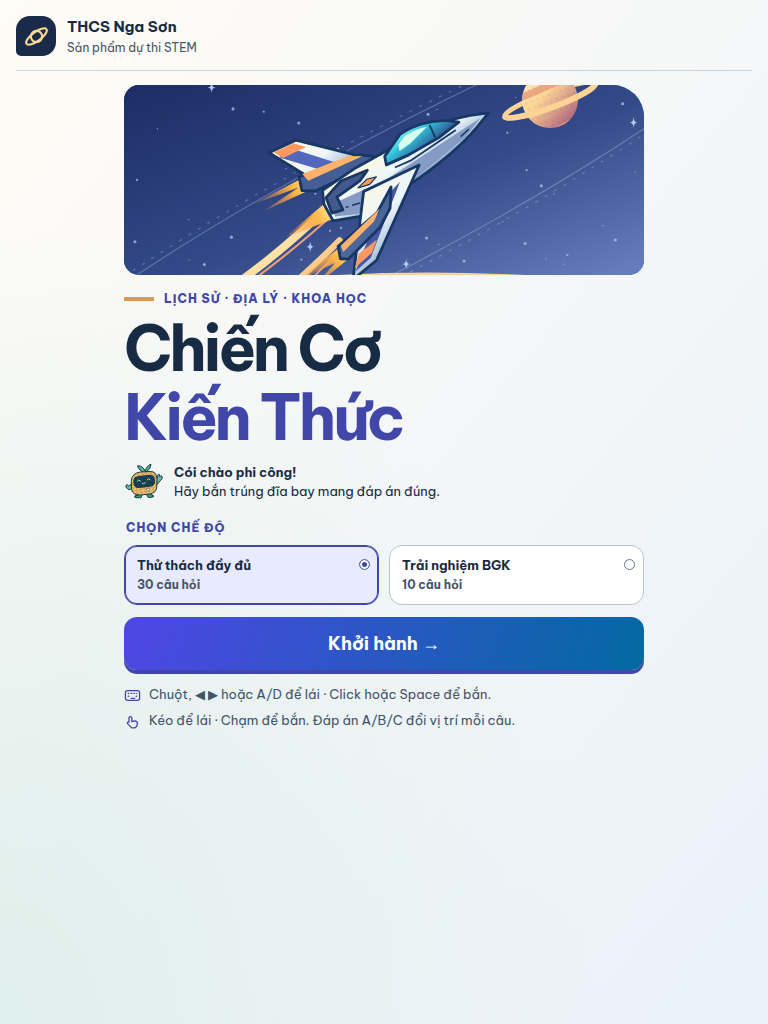 THCS Nga Sơn
Sản phẩm dự thi STEM
LỊCH SỬ · ĐỊA LÝ · KHOA HỌC
Chiến Cơ
Kiến Thức
Cói chào phi công!
Hãy bắn trúng đĩa bay mang đáp án đúng.
CHỌN CHẾ ĐỘ
Thử thách đầy đủ
30 câu hỏi
Trải nghiệm BGK
10 câu hỏi
Khởi hành →
Chuột, ◀ ▶ hoặc A/D để lái · Click hoặc Space để bắn.
Kéo để lái · Chạm để bắn. Đáp án A/B/C đổi vị trí mỗi câu.